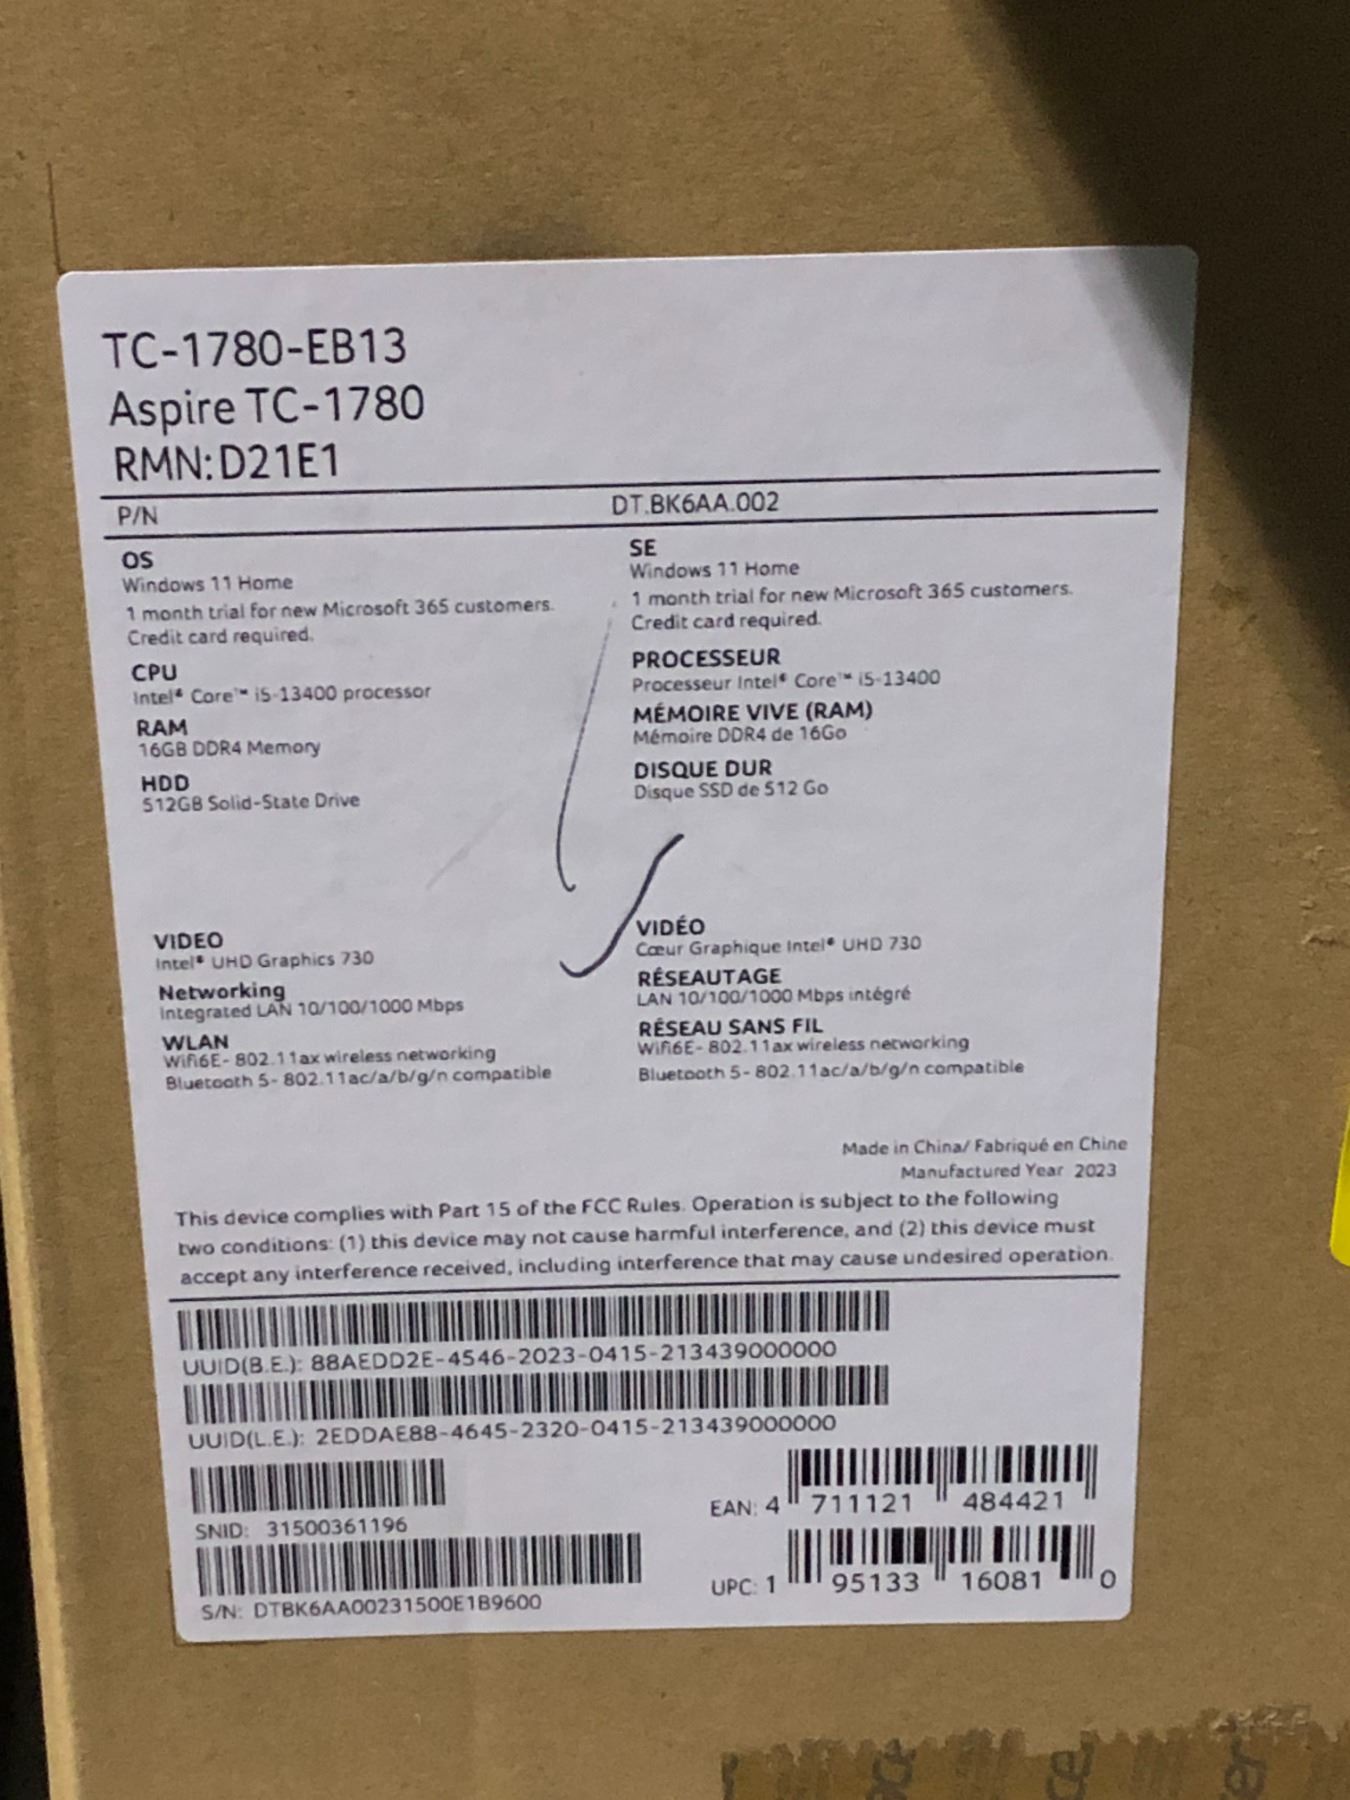 TC-1780-EB13
Aspire TC-1780
RMN:D21E1
P/N DT.BK6AA.002
OS
Windows 11 Home
1 month trial for new Microsoft 365 customers.
Credit card required.
CPU
Intel® Core™ i5-13400 processor
RAM
16GB DDR4 Memory
HDD
512GB Solid-State Drive
VIDEO
Intel® UHD Graphics 730
Networking
Integrated LAN 10/100/1000 Mbps
WLAN
Wifi6E- 802.11ax wireless networking
Bluetooth 5- 802.11ac/a/b/g/n compatible
SE
Windows 11 Home
1 month trial for new Microsoft 365 customers.
Credit card required.
PROCESSEUR
Processeur Intel® Core™ i5-13400
MÉMOIRE VIVE (RAM)
Mémoire DDR4 de 16Go
DISQUE DUR
Disque SSD de 512 Go
VIDÉO
Cœur Graphique Intel® UHD 730
RÉSEAUTAGE
LAN 10/100/1000 Mbps intégré
RÉSEAU SANS FIL
Wifi6E- 802.11ax wireless networking
Bluetooth 5- 802.11ac/a/b/g/n compatible
Made in China/ Fabriqué en Chine
Manufactured Year 2023
This device complies with Part 15 of the FCC Rules. Operation is subject to the following
two conditions: (1) this device may not cause harmful interference, and (2) this device must
accept any interference received, including interference that may cause undesired operation.
UUID(B.E.): 88AEDD2E-4546-2023-0415-213439000000
UUID(L.E.): 2EDDAE88-4645-2320-0415-213439000000
SNID: 31500361196
S/N: DTBK6AA00231500E1B9600
EAN: 4 711121 484421
UPC: 1 95133 16081 0